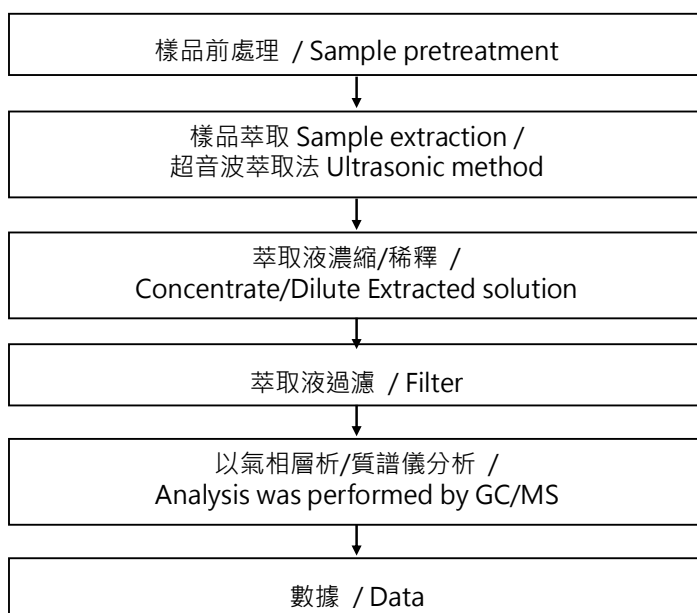 樣品前處理 / Sample pretreatment
樣品萃取 Sample extraction /
超音波萃取法 Ultrasonic method
萃取液濃縮/稀釋 /
Concentrate/Dilute Extracted solution
萃取液過濾 / Filter
以氣相層析/質譜儀分析 /
Analysis was performed by GC/MS
數據 / Data